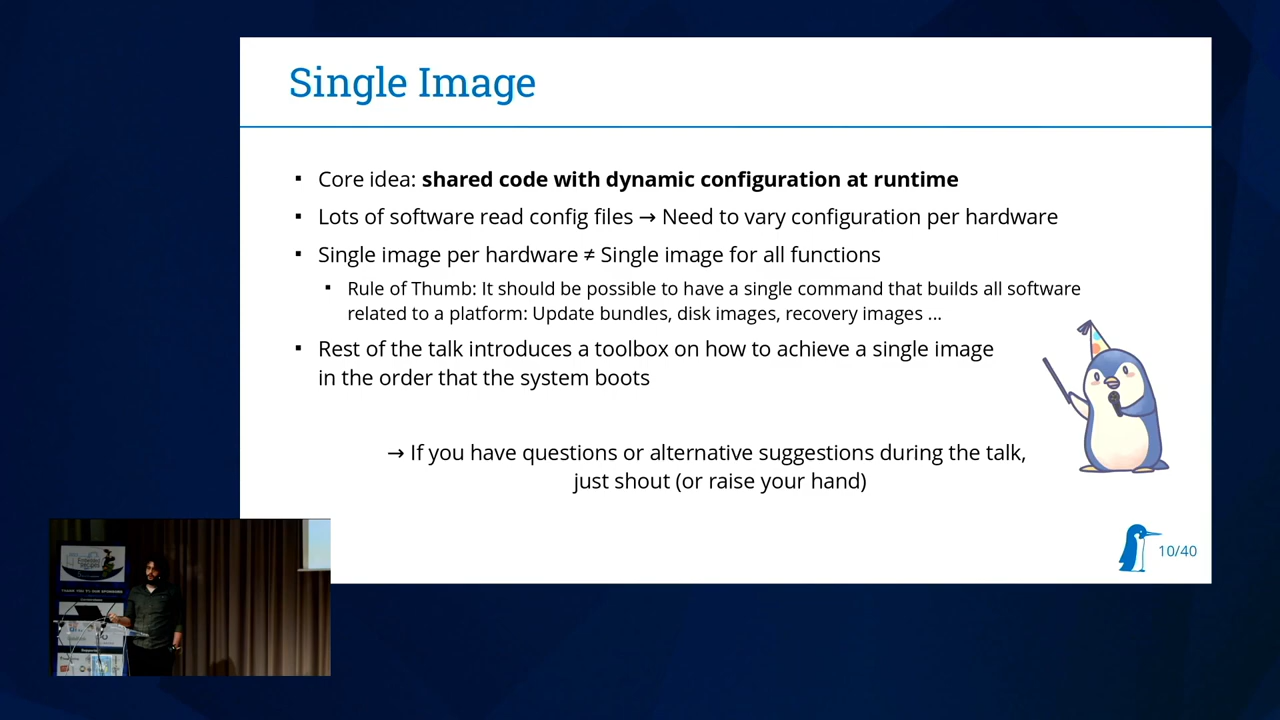 Single Image
▪ Core idea: shared code with dynamic configuration at runtime
▪ Lots of software read config files → Need to vary configuration per hardware
▪ Single image per hardware ≠ Single image for all functions
▪ Rule of Thumb: It should be possible to have a single command that builds all software
related to a platform: Update bundles, disk images, recovery images ...
▪ Rest of the talk introduces a toolbox on how to achieve a single image
in the order that the system boots
→ If you have questions or alternative suggestions during the talk,
just shout (or raise your hand)
10/40